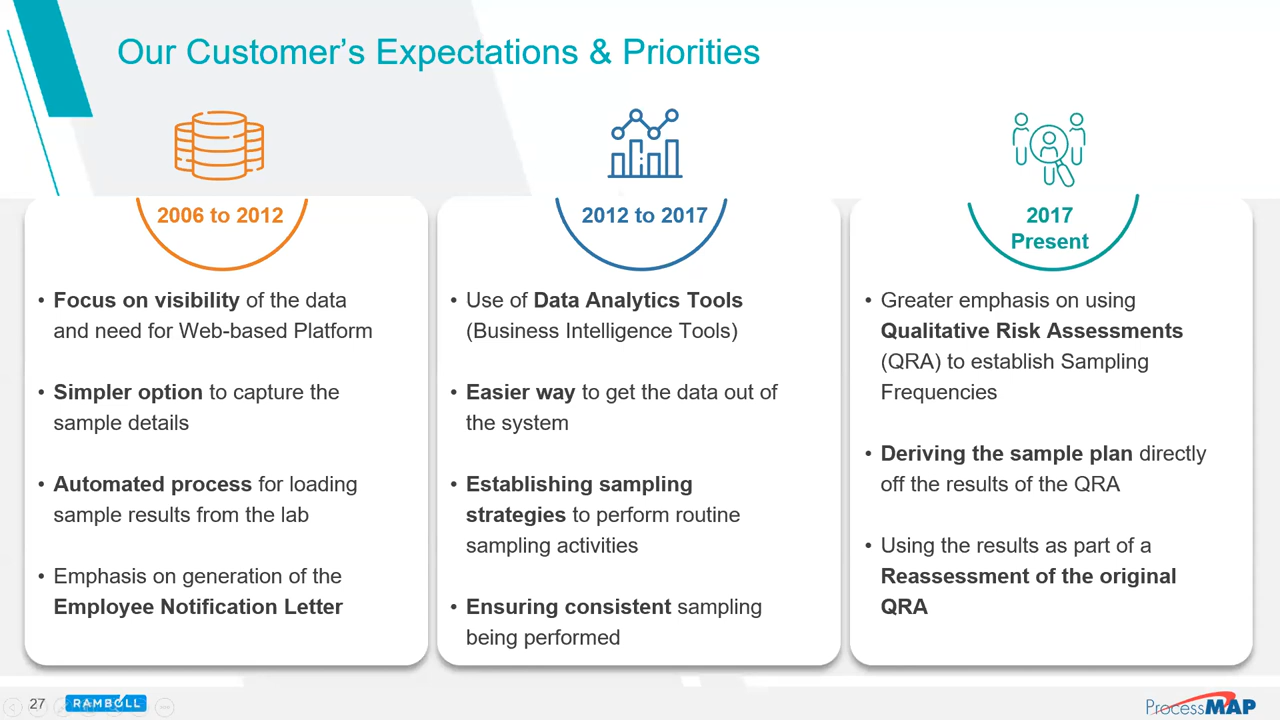 Our Customer’s Expectations & Priorities
2006 to 2012
• Focus on visibility of the data
and need for Web-based Platform
• Simpler option to capture the
sample details
• Automated process for loading
sample results from the lab
• Emphasis on generation of the
Employee Notification Letter
2012 to 2017
• Use of Data Analytics Tools
(Business Intelligence Tools)
• Easier way to get the data out of
the system
• Establishing sampling
strategies to perform routine
sampling activities
• Ensuring consistent sampling
being performed
2017
Present
• Greater emphasis on using
Qualitative Risk Assessments
(QRA) to establish Sampling
Frequencies
• Deriving the sample plan directly
off the results of the QRA
• Using the results as part of a
Reassessment of the original
QRA
27
RAMBOLL
ProcessMAP